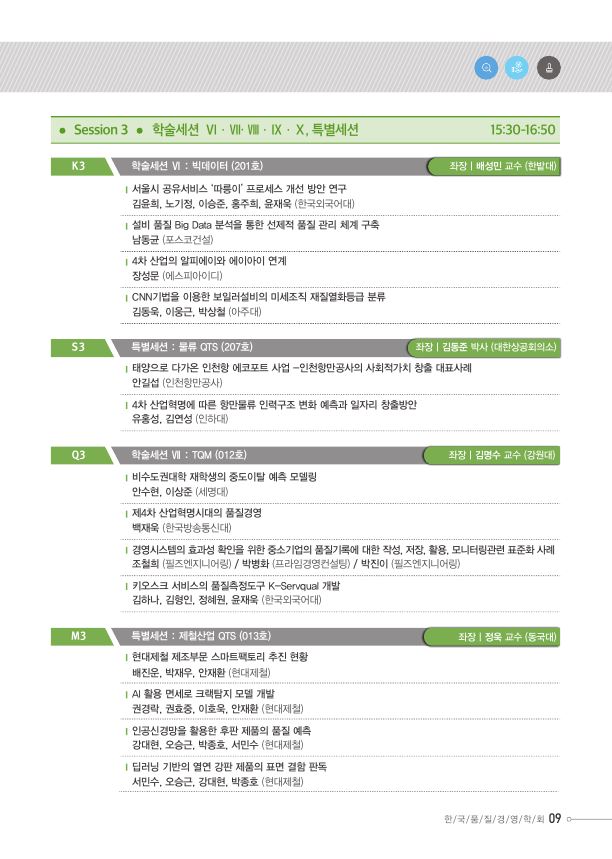 ● Session 3 ● 학술세션 Ⅵ · Ⅶ · Ⅷ · Ⅸ · Ⅹ, 특별세션 15:30-16:50
K3 학술세션 Ⅵ : 빅데이터 (201호) 좌장 | 배성민 교수 (한밭대)
서울시 공유서비스 '따릉이' 프로세스 개선 방안 연구
김윤희, 노기정, 이승준, 홍주희, 윤재욱 (한국외국어대)
설비 품질 Big Data 분석을 통한 선제적 품질 관리 체계 구축
남동균 (포스코건설)
4차 산업의 알피에이와 에이아이 연계
장성문 (에스피아이디)
CNN기법을 이용한 보일러설비의 미세조직 재질열화등급 분류
김동욱, 이웅근, 박상철 (아주대)
S3 특별세션 : 물류 QTS (207호) 좌장 | 김동준 박사 (대한상공회의소)
태양으로 다가온 인천항 에코포트 사업 -인천항만공사의 사회적가치 창출 대표사례
안길섭 (인천항만공사)
4차 산업혁명에 따른 항만물류 인력구조 변화 예측과 일자리 창출방안
유홍성, 김연성 (인하대)
Q3 학술세션 Ⅶ : TQM (012호) 좌장 | 김명수 교수 (강원대)
비수도권대학 재학생의 중도이탈 예측 모델링
안수현, 이상준 (세명대)
제4차 산업혁명시대의 품질경영
백재욱 (한국방송통신대)
경영시스템의 효과성 확인을 위한 중소기업의 품질기록에 대한 작성, 저장, 활용, 모니터링관련 표준화 사례
조철희 (필즈엔지니어링) / 박병화 (프라임경영컨설팅) / 박진이 (필즈엔지니어링)
키오스크 서비스의 품질측정도구 K-Servqual 개발
김하나, 김형인, 정혜원, 윤재욱 (한국외국어대)
M3 특별세션 : 제철산업 QTS (013호) 좌장 | 정욱 교수 (동국대)
현대제철 제조부문 스마트팩토리 추진 현황
배진운, 박재우, 안재환 (현대제철)
AI 활용 면세로 크랙탐지 모델 개발
권경락, 권효중, 이호욱, 안재환 (현대제철)
인공신경망을 활용한 후판 제품의 품질 예측
강대현, 오승근, 박종호, 서민수 (현대제철)
딥러닝 기반의 열연 강판 제품의 표면 결함 판독
서민수, 오승근, 강대현, 박종호 (현대제철)
한/국/품/질/경/영/학/회 09